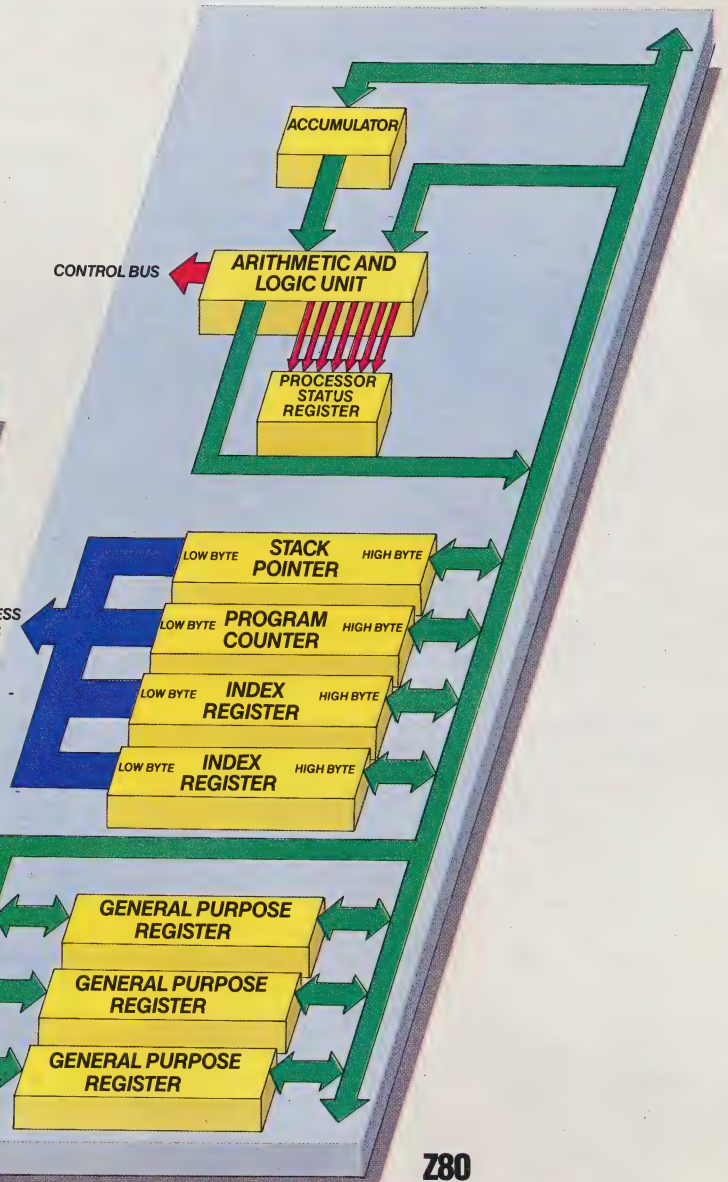 ACCUMULATOR
CONTROL BUS
ARITHMETIC AND
LOGIC UNIT
PROCESSOR
STATUS
REGISTER
LOW BYTE STACK HIGH BYTE
POINTER
ESS
LOW BYTE PROGRAM HIGH BYTE
COUNTER
LOW BYTE INDEX HIGH BYTE
REGISTER
LOW BYTE INDEX HIGH BYTE
REGISTER
GENERAL PURPOSE
REGISTER
GENERAL PURPOSE
REGISTER
GENERAL PURPOSE
REGISTER
Z80